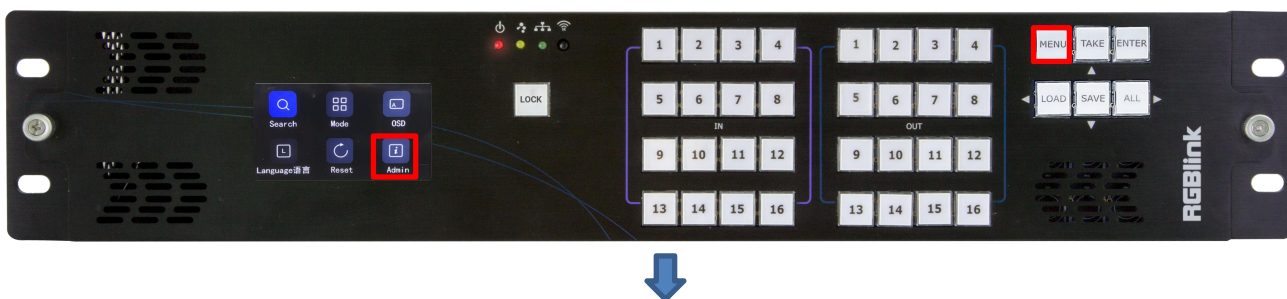 Search Mode OSD
Language语言 Reset Admin
LOCK
1 2 3 4
5 6 7 8
IN
9 10 11 12
13 14 15 16
1 2 3 4
5 6 7 8
OUT
9 10 11 12
13 14 15 16
MENU TAKE ENTER
LOAD SAVE ALL
RGBlink